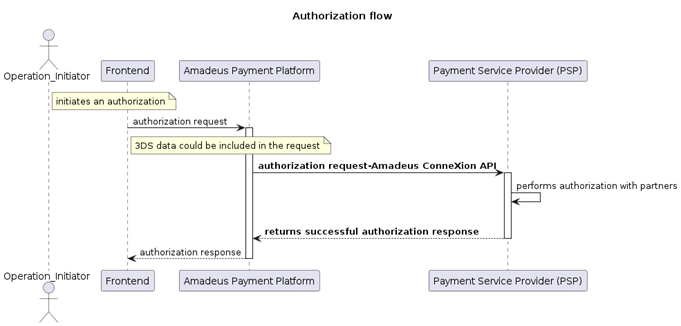 Authorization flow
Operation_Initiator
Frontend
Amadeus Payment Platform
Payment Service Provider (PSP)
initiates an authorization
authorization request
3DS data could be included in the request
authorization request-Amadeus ConneXion API
performs authorization with partners
returns successful authorization response
authorization response
Operation_Initiator
Frontend
Amadeus Payment Platform
Payment Service Provider (PSP)